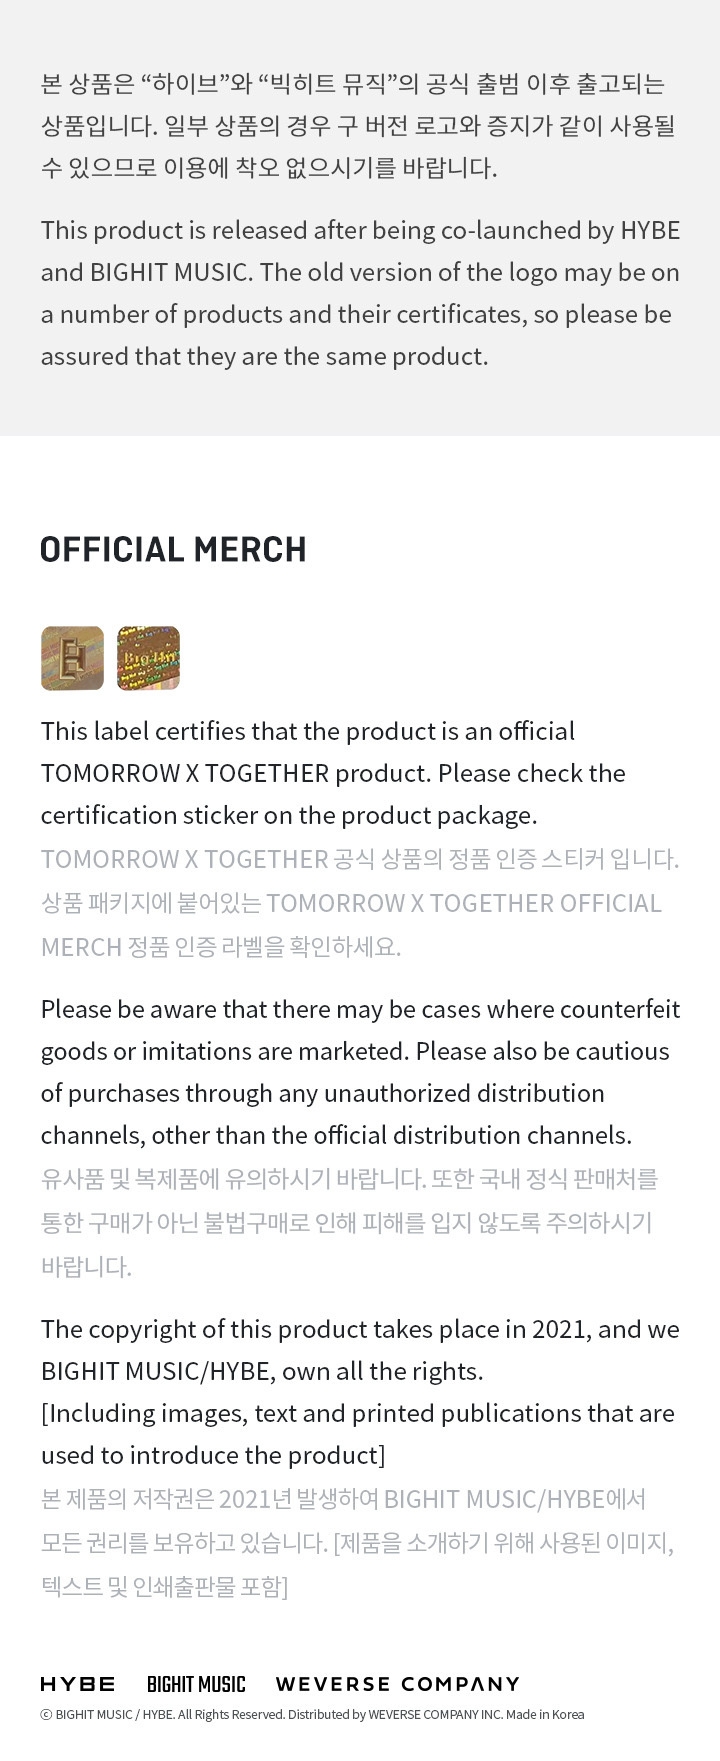 본 상품은 “하이브”와 “빅히트 뮤직”의 공식 출범 이후 출고되는
상품입니다. 일부 상품의 경우 구 버전 로고와 증지가 같이 사용될
수 있으므로 이용에 착오 없으시기를 바랍니다.
This product is released after being co-launched by HYBE
and BIGHIT MUSIC. The old version of the logo may be on
a number of products and their certificates, so please be
assured that they are the same product.
OFFICIAL MERCH
This label certifies that the product is an official
TOMORROW X TOGETHER product. Please check the
certification sticker on the product package.
TOMORROW X TOGETHER 공식 상품의 정품 인증 스티커 입니다.
상품 패키지에 붙어있는 TOMORROW X TOGETHER OFFICIAL
MERCH 정품 인증 라벨을 확인하세요.
Please be aware that there may be cases where counterfeit
goods or imitations are marketed. Please also be cautious
of purchases through any unauthorized distribution
channels, other than the official distribution channels.
유사품 및 복제품에 유의하시기 바랍니다. 또한 국내 정식 판매처를
통한 구매가 아닌 불법구매로 인해 피해를 입지 않도록 주의하시기
바랍니다.
The copyright of this product takes place in 2021, and we
BIGHIT MUSIC/HYBE, own all the rights.
[Including images, text and printed publications that are
used to introduce the product]
본 제품의 저작권은 2021년 발생하여 BIGHIT MUSIC/HYBE에서
모든 권리를 보유하고 있습니다. [제품을 소개하기 위해 사용된 이미지,
텍스트 및 인쇄출판물 포함]
HYBE BIGHIT MUSIC WEVERSE COMPANY
ⓒ BIGHIT MUSIC / HYBE. All Rights Reserved. Distributed by WEVERSE COMPANY INC. Made in Korea